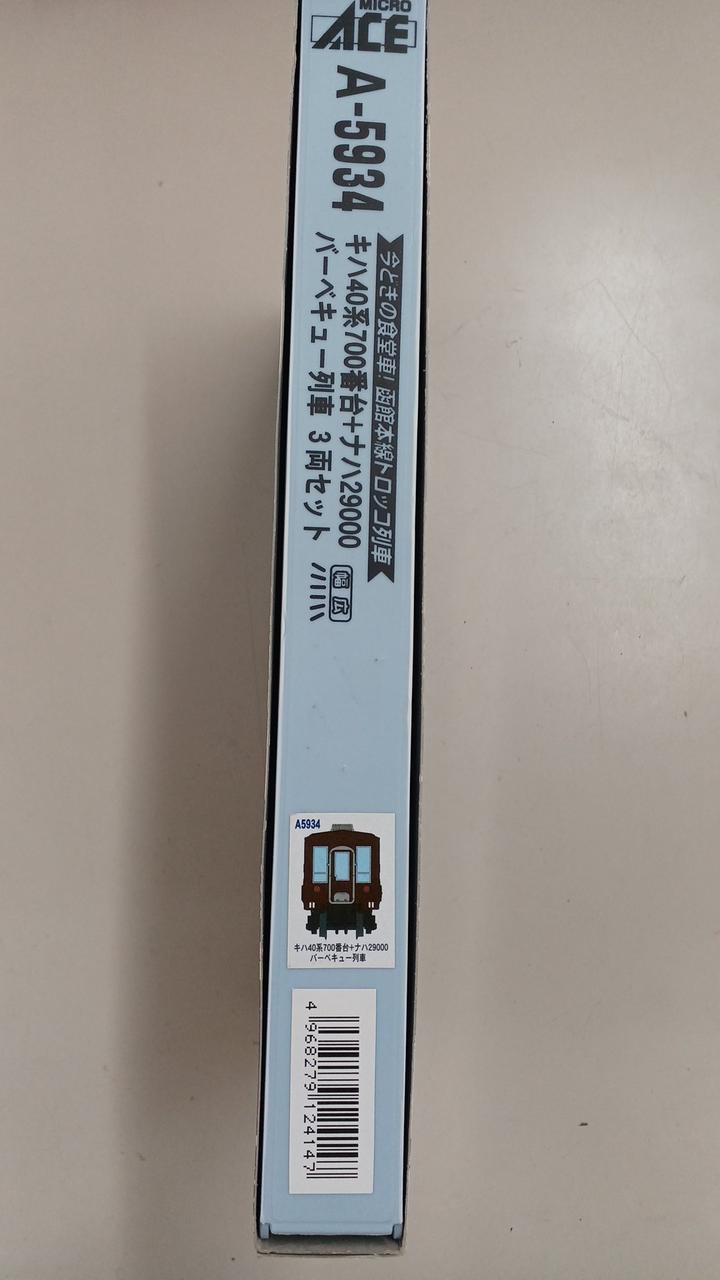 MICRO
ACE
A-5934
今どきの食堂車! 函館本線トロッコ列車
キハ40系700番台+ナハ29000
バーベキュー列車 3両セット
幅広
A5934
キハ40系700番台+ナハ29000
バーベキュー列車
4 968279 124147